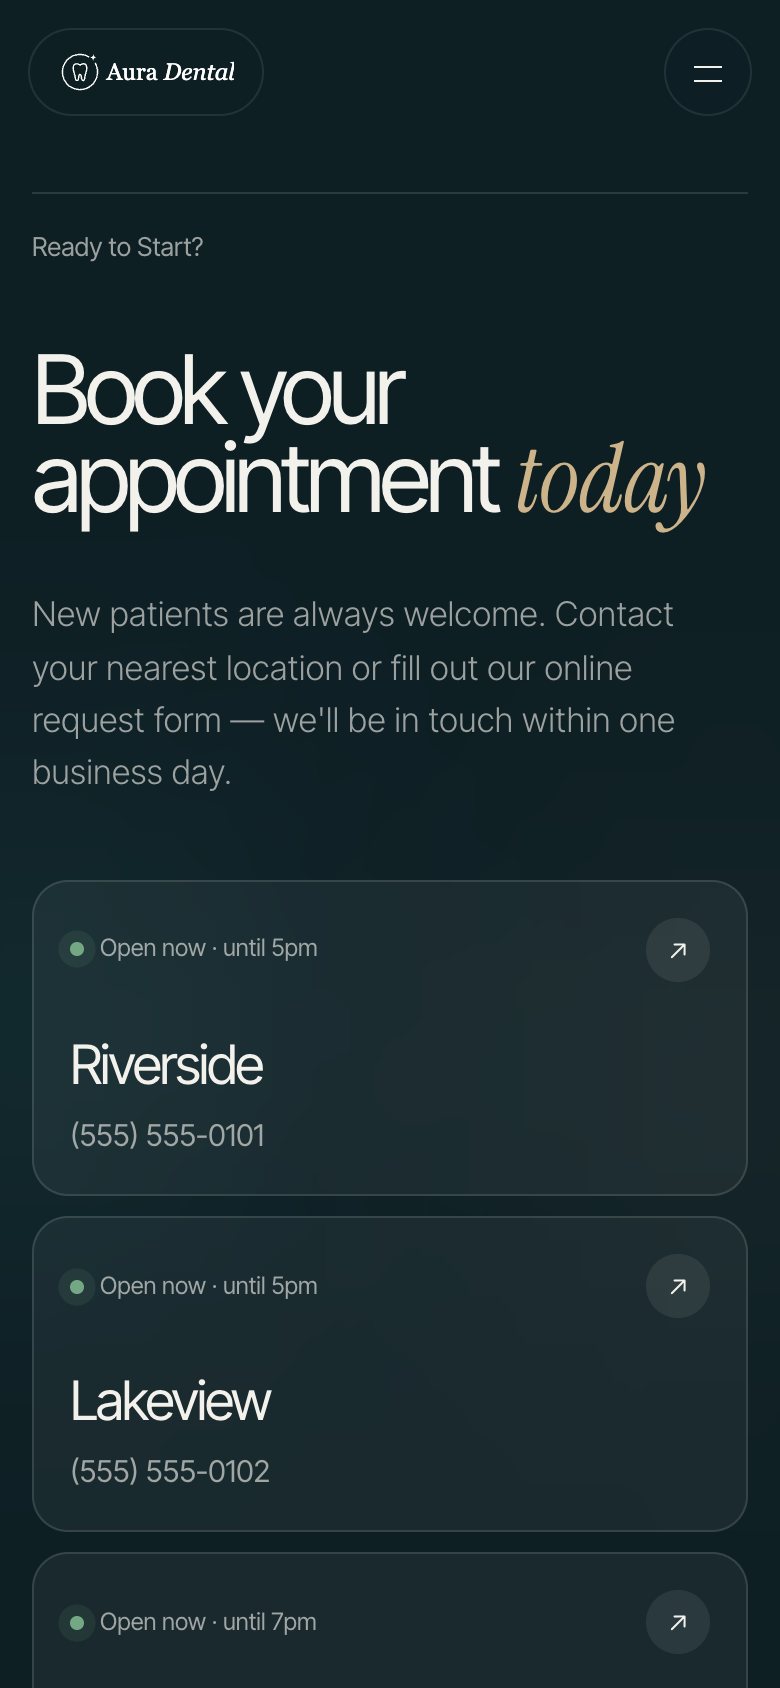 Aura Dental
Ready to Start?
Book your
appointment today
New patients are always welcome. Contact
your nearest location or fill out our online
request form — we'll be in touch within one
business day.
Open now · until 5pm
Riverside
(555) 555-0101
Open now · until 5pm
Lakeview
(555) 555-0102
Open now · until 7pm